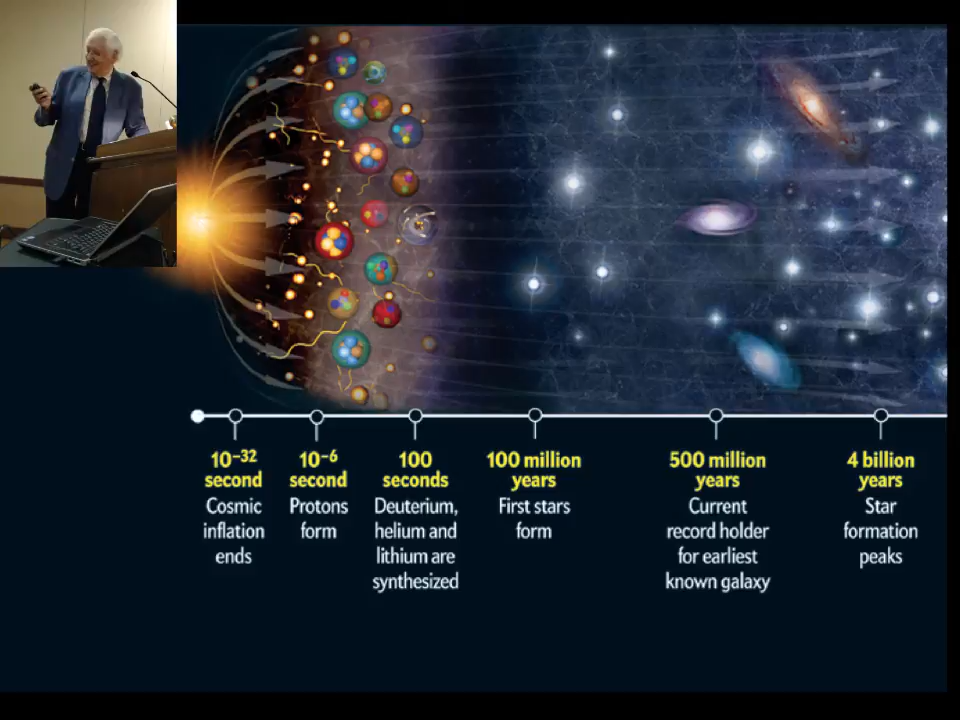 10–32
second
Cosmic
inflation
ends
10–6
second
Protons
form
100
seconds
Deuterium,
helium and
lithium are
synthesized
100 million
years
First stars
form
500 million
years
Current
record holder
for earliest
known galaxy
4 billion
years
Star
formation
peaks